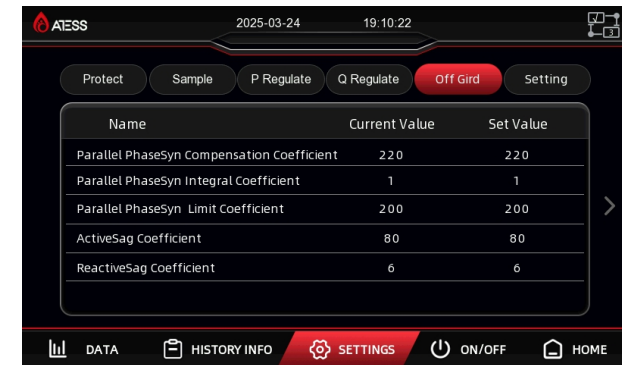 ATESS 2025-03-24 19:10:22
3
Protect Sample P Regulate Q Regulate Off Gird Setting
Name Current Value Set Value
Parallel PhaseSyn Compensation Coefficient 220 220
Parallel PhaseSyn Integral Coefficient 1 1
Parallel PhaseSyn Limit Coefficient 200 200
ActiveSag Coefficient 80 80
ReactiveSag Coefficient 6 6
DATA HISTORY INFO SETTINGS ON/OFF HOME